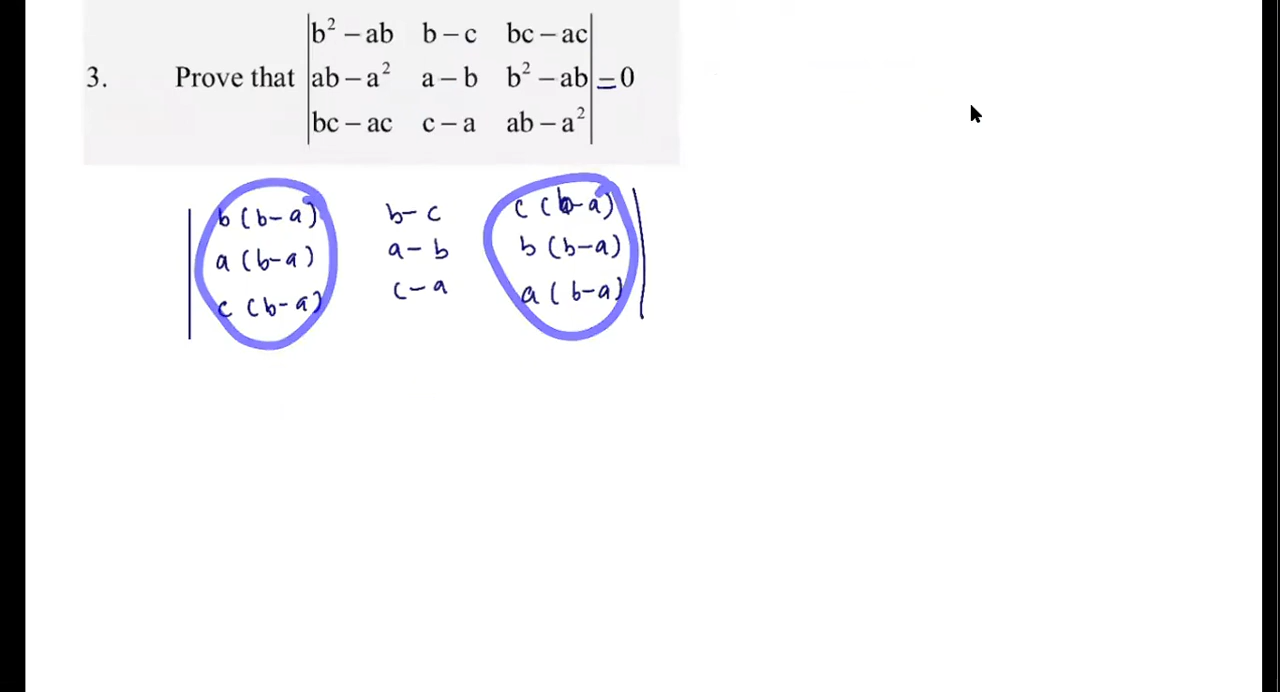 b² − ab  b − c  bc − ac
3. Prove that ab − a²  a − b  b² − ab = 0
bc − ac  c − a  ab − a²
b (b-a)  b - c  c (b-a)
a (b-a)  a - b  b (b-a)
c (b-a)  c - a  a (b-a)